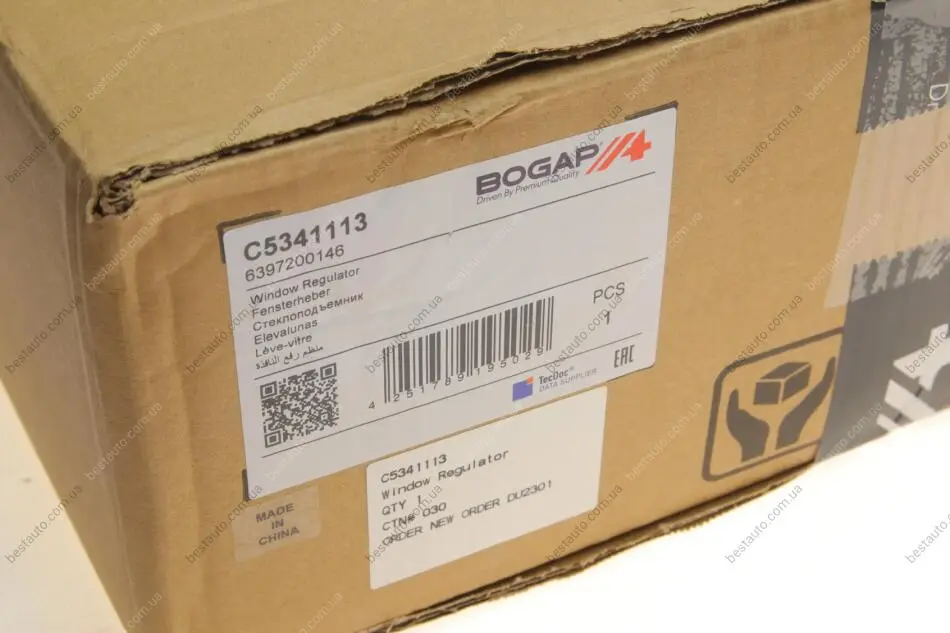 BOGAP
Driven By Premium Quality
C5341113
6397200146
Window Regulator
Fensterheber
Стеклоподъемник
Elevalunas
Lève-vitre
منظم رفع النافذة
PCS
1
4 251789 195029
EAC
TecDoc®
DATA SUPPLIER
C5341113
Window Regulator
QTY 1
CTN# 030
ORDER NEW ORDER DU2301
MADE
IN
CHINA
bestauto.com.ua